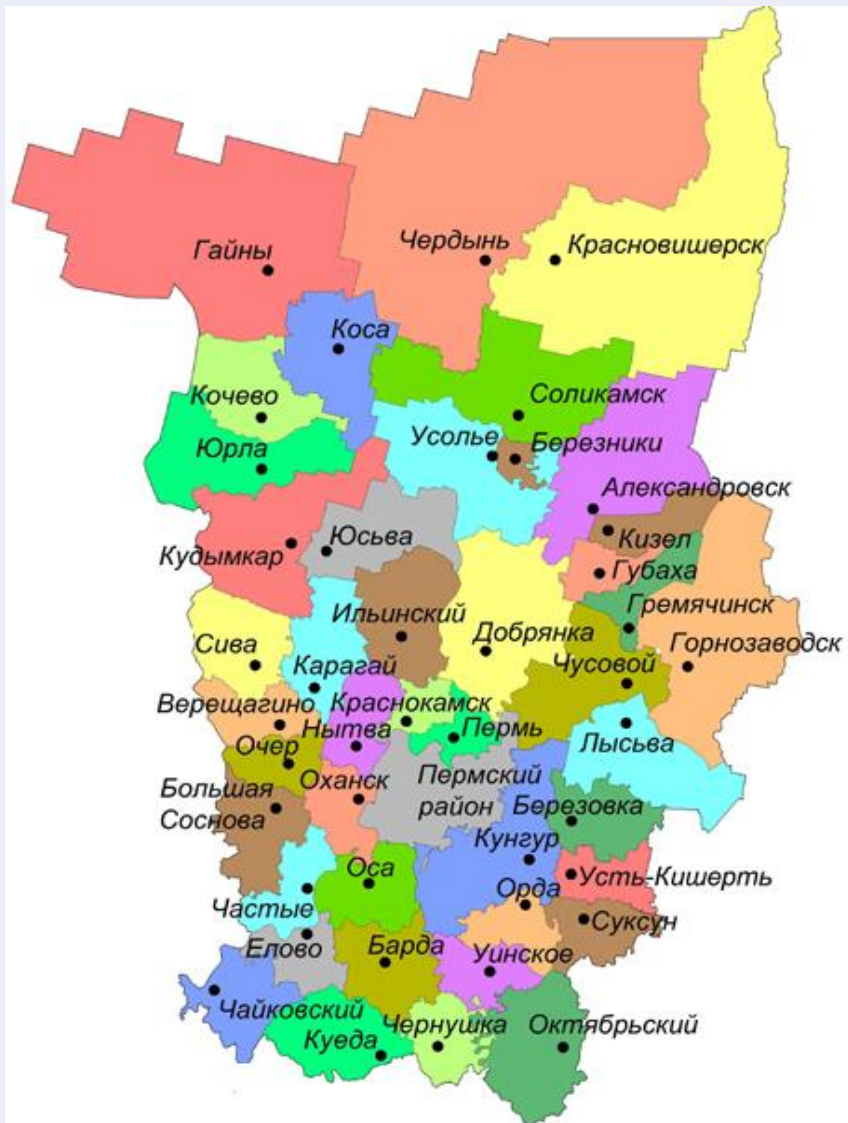 Гайны
Чердынь
Красновишерск
Коса
Кочево
Соликамск
Усолье
Березники
Юрла
Александровск
Кизел
Юсьва
Кудымкар
Губаха
Ильинский
Гремячинск
Сива
Добрянка
Горнозаводск
Карагай
Чусовой
Верещагино
Краснокамск
Нытва
Пермь
Лысьва
Очер
Оханск
Пермский
район
Большая
Соснова
Березовка
Кунгур
Оса
Усть-Кишерть
Орда
Частые
Суксун
Елово
Барда
Уинское
Чайковский
Чернушка
Октябрьский
Куеда